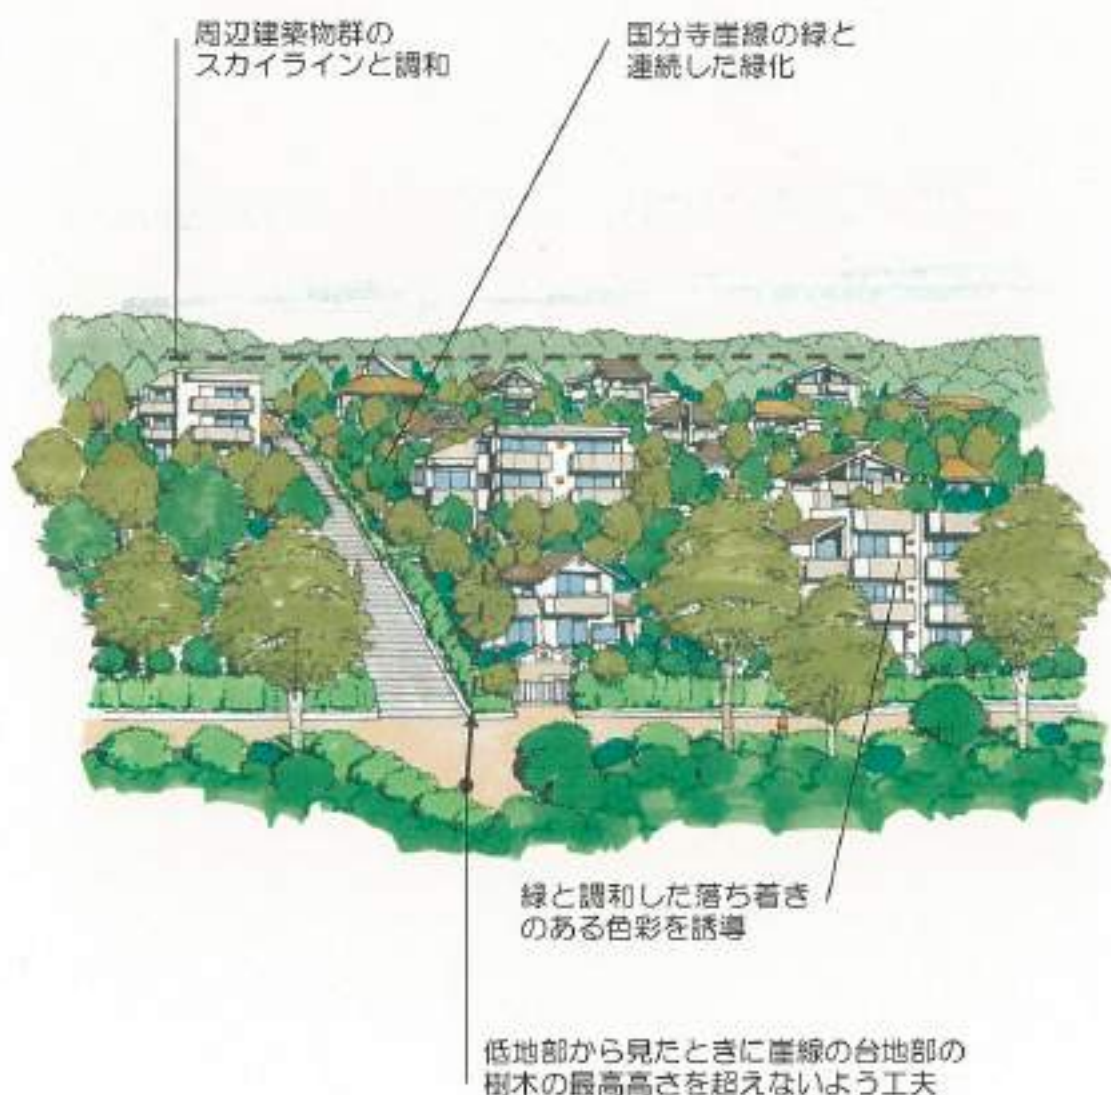 周辺建築物群の
スカイラインと調和
国分寺崖線の緑と
連続した緑化
緑と調和した落ち着き
のある色彩を誘導
低地部から見たときに崖線の台地部の
樹木の最高高さを超えないよう工夫